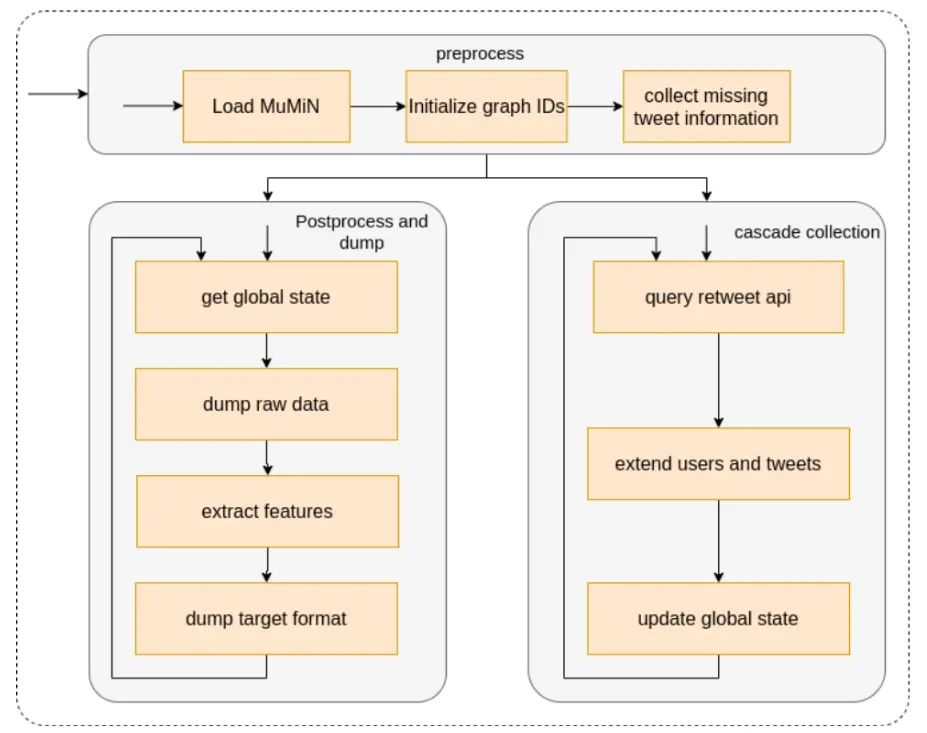 preprocess
Load MuMiN
Initialize graph IDs
collect missing
tweet information
Postprocess and
dump
get global state
dump raw data
extract features
dump target format
cascade collection
query retweet api
extend users and tweets
update global state